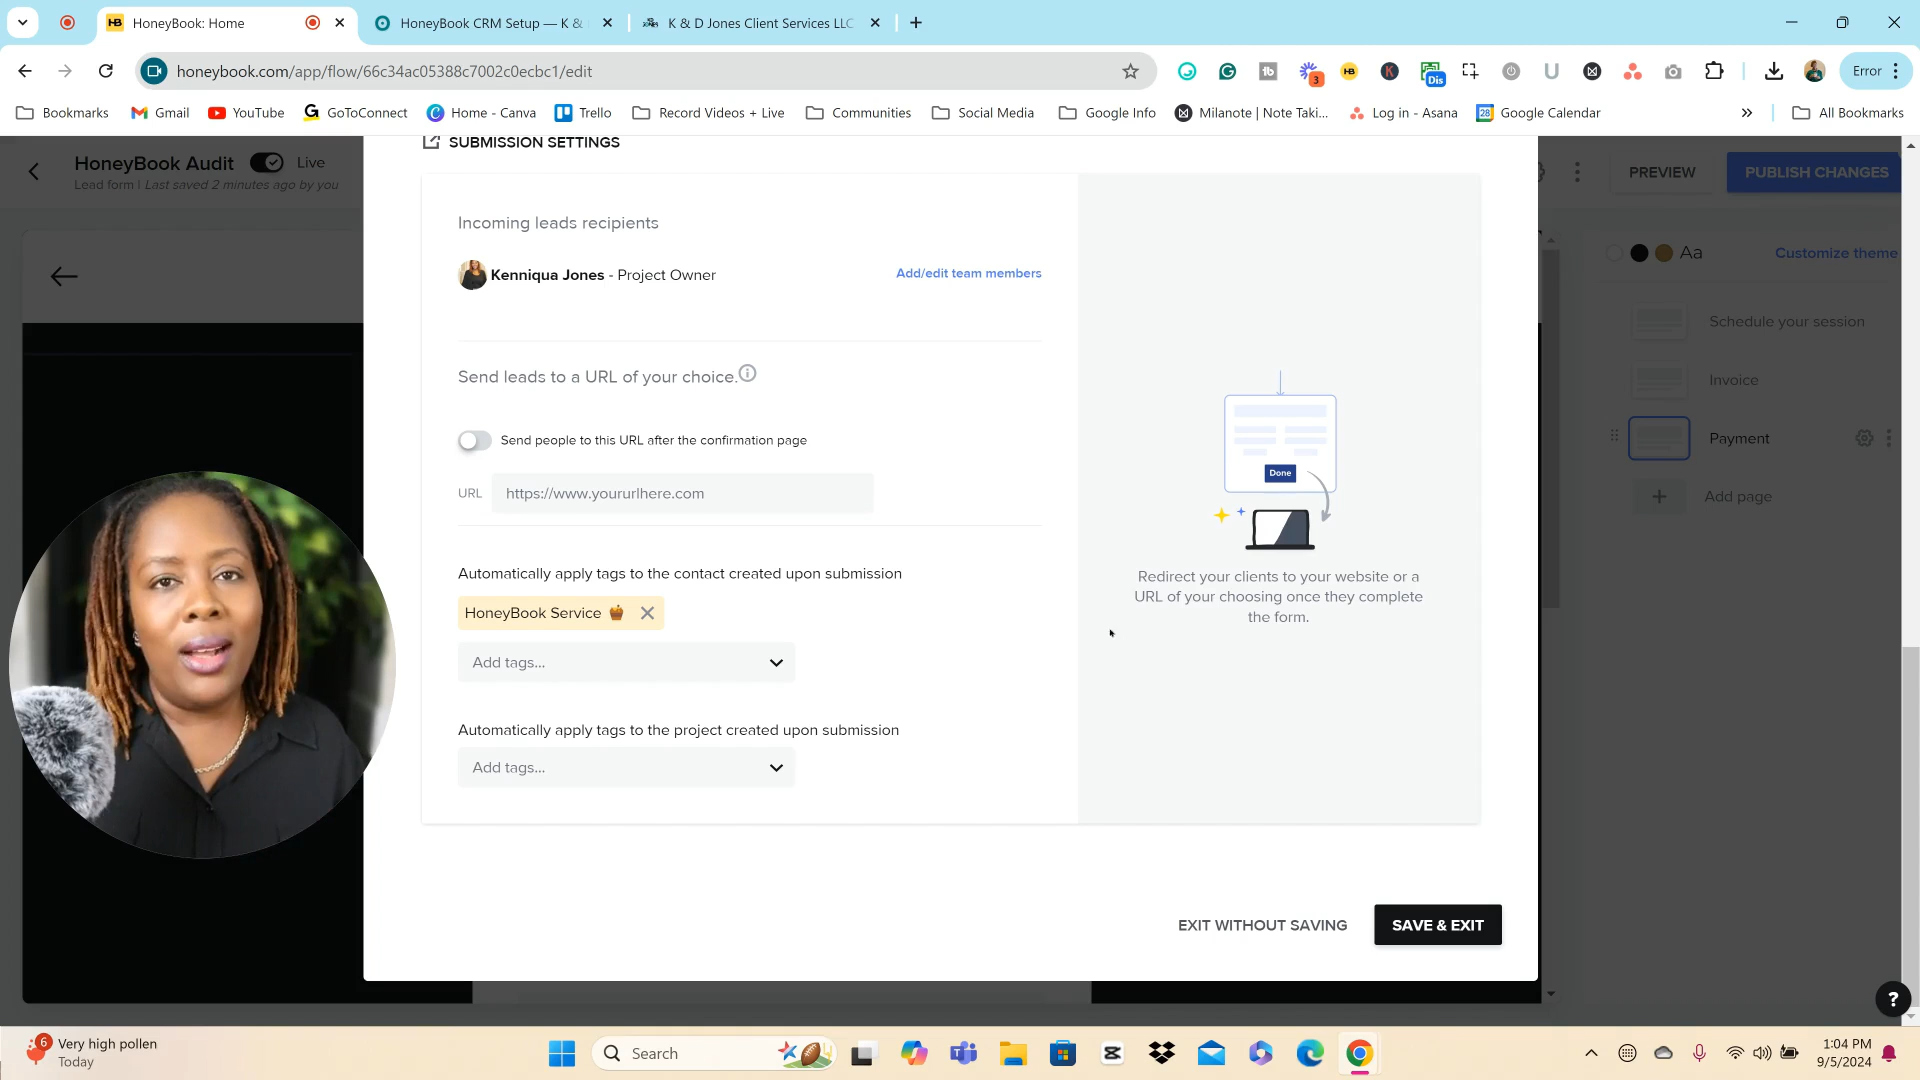 HoneyBook: Home
HoneyBook CRM Setup — K &
K & D Jones Client Services LLC
honeybook.com/app/flow/66c34ac05388c7002c0ecbc1/edit
3
Dis
Error
Bookmarks
Gmail
YouTube
GoToConnect
Home - Canva
Trello
Record Videos + Live
Communities
Social Media
Google Info
Milanote | Note Taki...
Log in - Asana
Google Calendar
All Bookmarks
HoneyBook Audit
Live
Lead form | Last saved 2 minutes ago by you
PREVIEW
PUBLISH CHANGES
SUBMISSION SETTINGS
Incoming leads recipients
Kenniqua Jones - Project Owner
Add/edit team members
Send leads to a URL of your choice.
Send people to this URL after the confirmation page
URL
https://www.yoururlhere.com
Automatically apply tags to the contact created upon submission
HoneyBook Service
Add tags...
Automatically apply tags to the project created upon submission
Add tags...
Done
Redirect your clients to your website or a
URL of your choosing once they complete
the form.
EXIT WITHOUT SAVING
SAVE & EXIT
Aa
Customize theme
Schedule your session
Invoice
Payment
Add page
?
6
Very high pollen
Today
Search
1:04 PM
9/5/2024